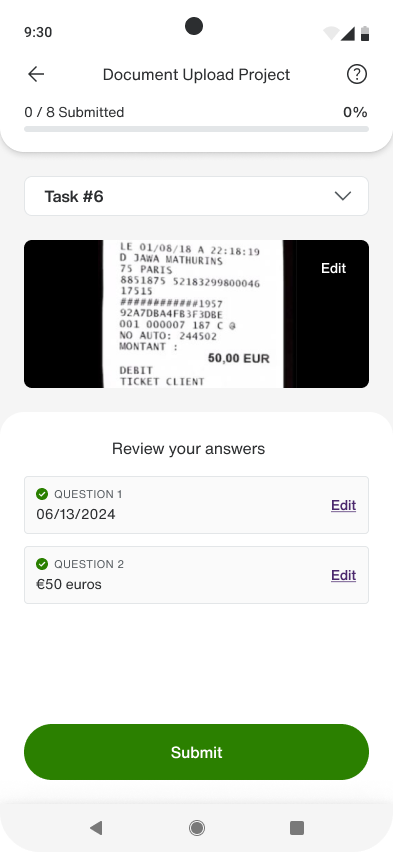 9:30
Document Upload Project
0 / 8 Submitted 0%
Task #6
Edit
LE 01/08/18 A 22:18:19
D JAWA MATHURINS
75 PARIS
8851875 52183299800046
17515
############1957
92A7DBA4FB3F3DBE
001 000007 187 C @
NO AUTO: 244502
MONTANT :
50,00 EUR
DEBIT
TICKET CLIENT
Review your answers
QUESTION 1
06/13/2024
Edit
QUESTION 2
€50 euros
Edit
Submit